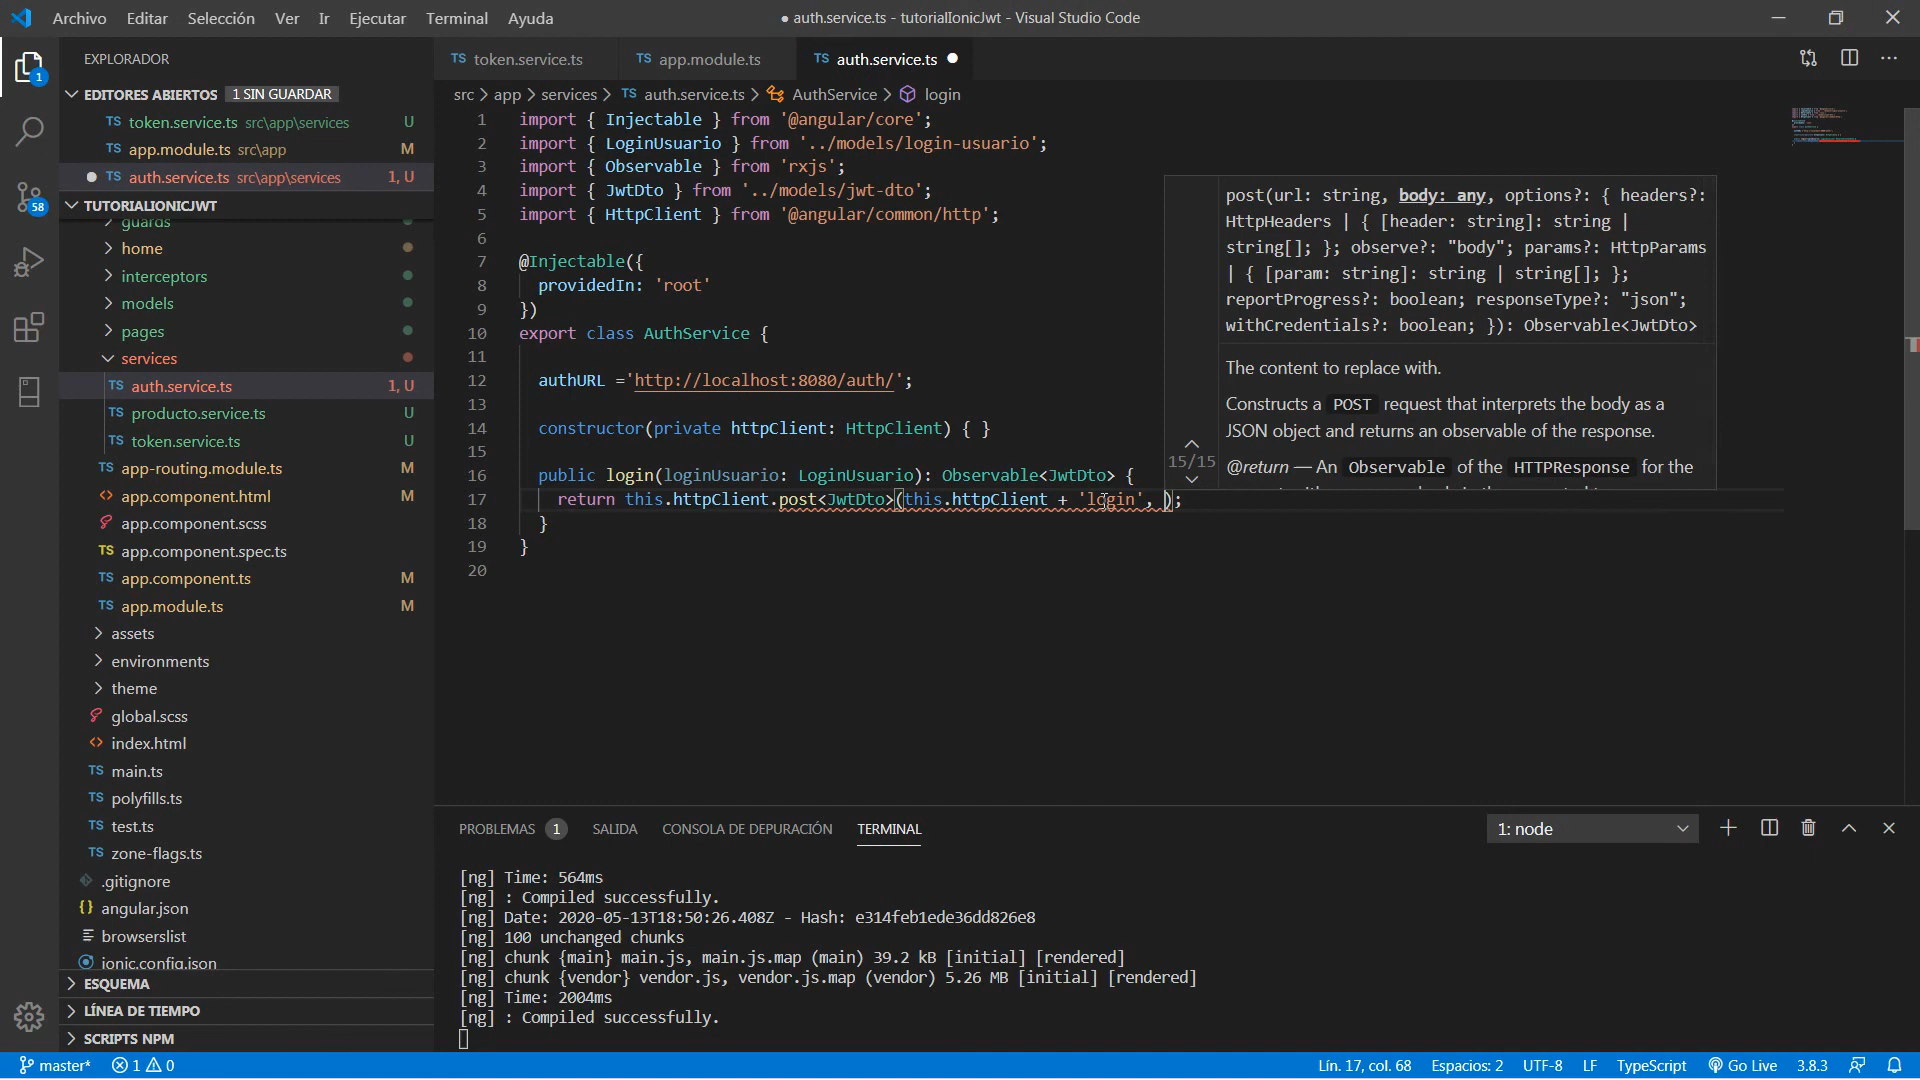 Archivo Editar Selección Ver Ir Ejecutar Terminal Ayuda
● auth.service.ts - tutorialIonicJwt - Visual Studio Code
EXPLORADOR
EDITORES ABIERTOS 1 SIN GUARDAR
TS token.service.ts src\app\services U
TS app.module.ts src\app M
TS auth.service.ts src\app\services 1, U
TUTORIALIONICJWT
guards
home
interceptors
models
pages
services
TS auth.service.ts 1, U
TS producto.service.ts U
TS token.service.ts U
TS app-routing.module.ts M
app.component.html M
app.component.scss
TS app.component.spec.ts
TS app.component.ts M
TS app.module.ts M
assets
environments
theme
global.scss
index.html
TS main.ts
TS polyfills.ts
TS test.ts
TS zone-flags.ts
.gitignore
{} angular.json
browserslist
ionic.config.json
ESQUEMA
LÍNEA DE TIEMPO
SCRIPTS NPM
1
58
TS token.service.ts TS app.module.ts TS auth.service.ts
src > app > services > TS auth.service.ts > AuthService > login
1 import { Injectable } from '@angular/core';
2 import { LoginUsuario } from '../models/login-usuario';
3 import { Observable } from 'rxjs';
4 import { JwtDto } from '../models/jwt-dto';
5 import { HttpClient } from '@angular/common/http';
6
7 @Injectable({
8 providedIn: 'root'
9 })
10 export class AuthService {
11
12 authURL ='http://localhost:8080/auth/';
13
14 constructor(private httpClient: HttpClient) { }
15
16 public login(loginUsuario: LoginUsuario): Observable<JwtDto> {
17 return this.httpClient.post<JwtDto>(this.httpClient + 'login', );
18 }
19 }
20
post(url: string, body: any, options?: { headers?:
HttpHeaders | { [header: string]: string |
string[]; }; observe?: "body"; params?: HttpParams
| { [param: string]: string | string[]; };
reportProgress?: boolean; responseType?: "json";
withCredentials?: boolean; }): Observable<JwtDto>
The content to replace with.
Constructs a POST request that interprets the body as a
JSON object and returns an observable of the response.
15/15
@return — An Observable of the HTTPResponse for the
PROBLEMAS 1 SALIDA CONSOLA DE DEPURACIÓN TERMINAL
1: node
[ng] Time: 564ms
[ng] : Compiled successfully.
[ng] Date: 2020-05-13T18:50:26.408Z - Hash: e314feb1ede36dd826e8
[ng] 100 unchanged chunks
[ng] chunk {main} main.js, main.js.map (main) 39.2 kB [initial] [rendered]
[ng] chunk {vendor} vendor.js, vendor.js.map (vendor) 5.26 MB [initial] [rendered]
[ng] Time: 2004ms
[ng] : Compiled successfully.
master* 1 0
Lín. 17, col. 68 Espacios: 2 UTF-8 LF TypeScript Go Live 3.8.3